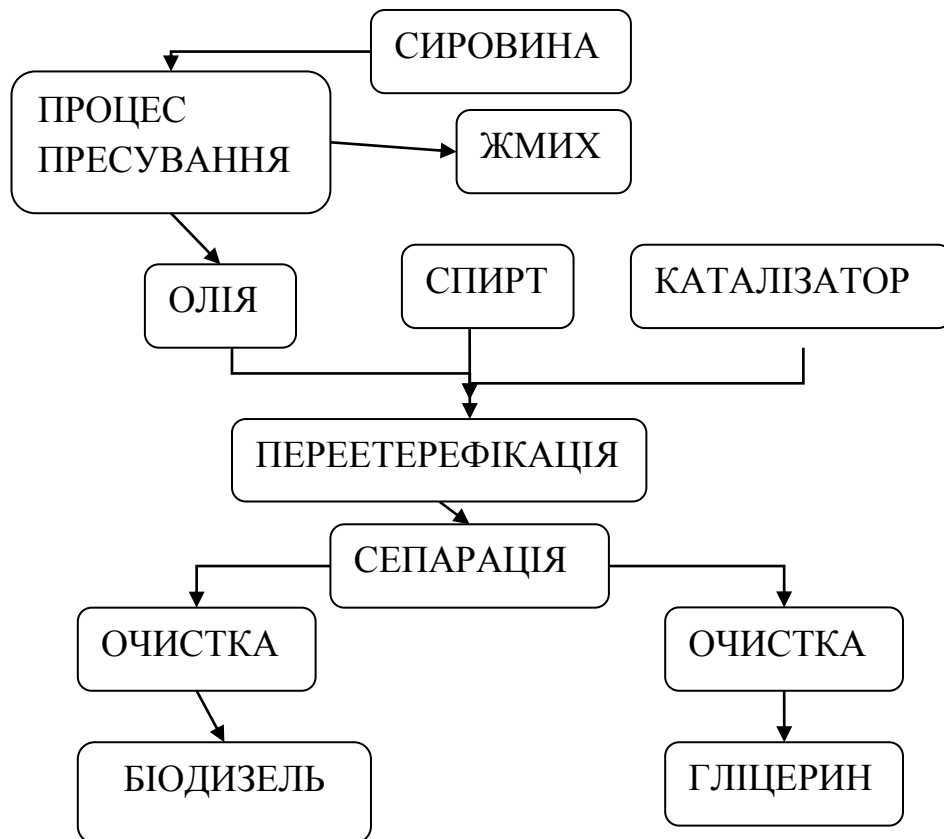 СИРОВИНА
ПРОЦЕС
ПРЕСУВАННЯ
ЖМИХ
ОЛІЯ
СПИРТ
КАТАЛІЗАТОР
ПЕРЕЕТЕРЕФІКАЦІЯ
СЕПАРАЦІЯ
ОЧИСТКА
ОЧИСТКА
БІОДИЗЕЛЬ
ГЛІЦЕРИН